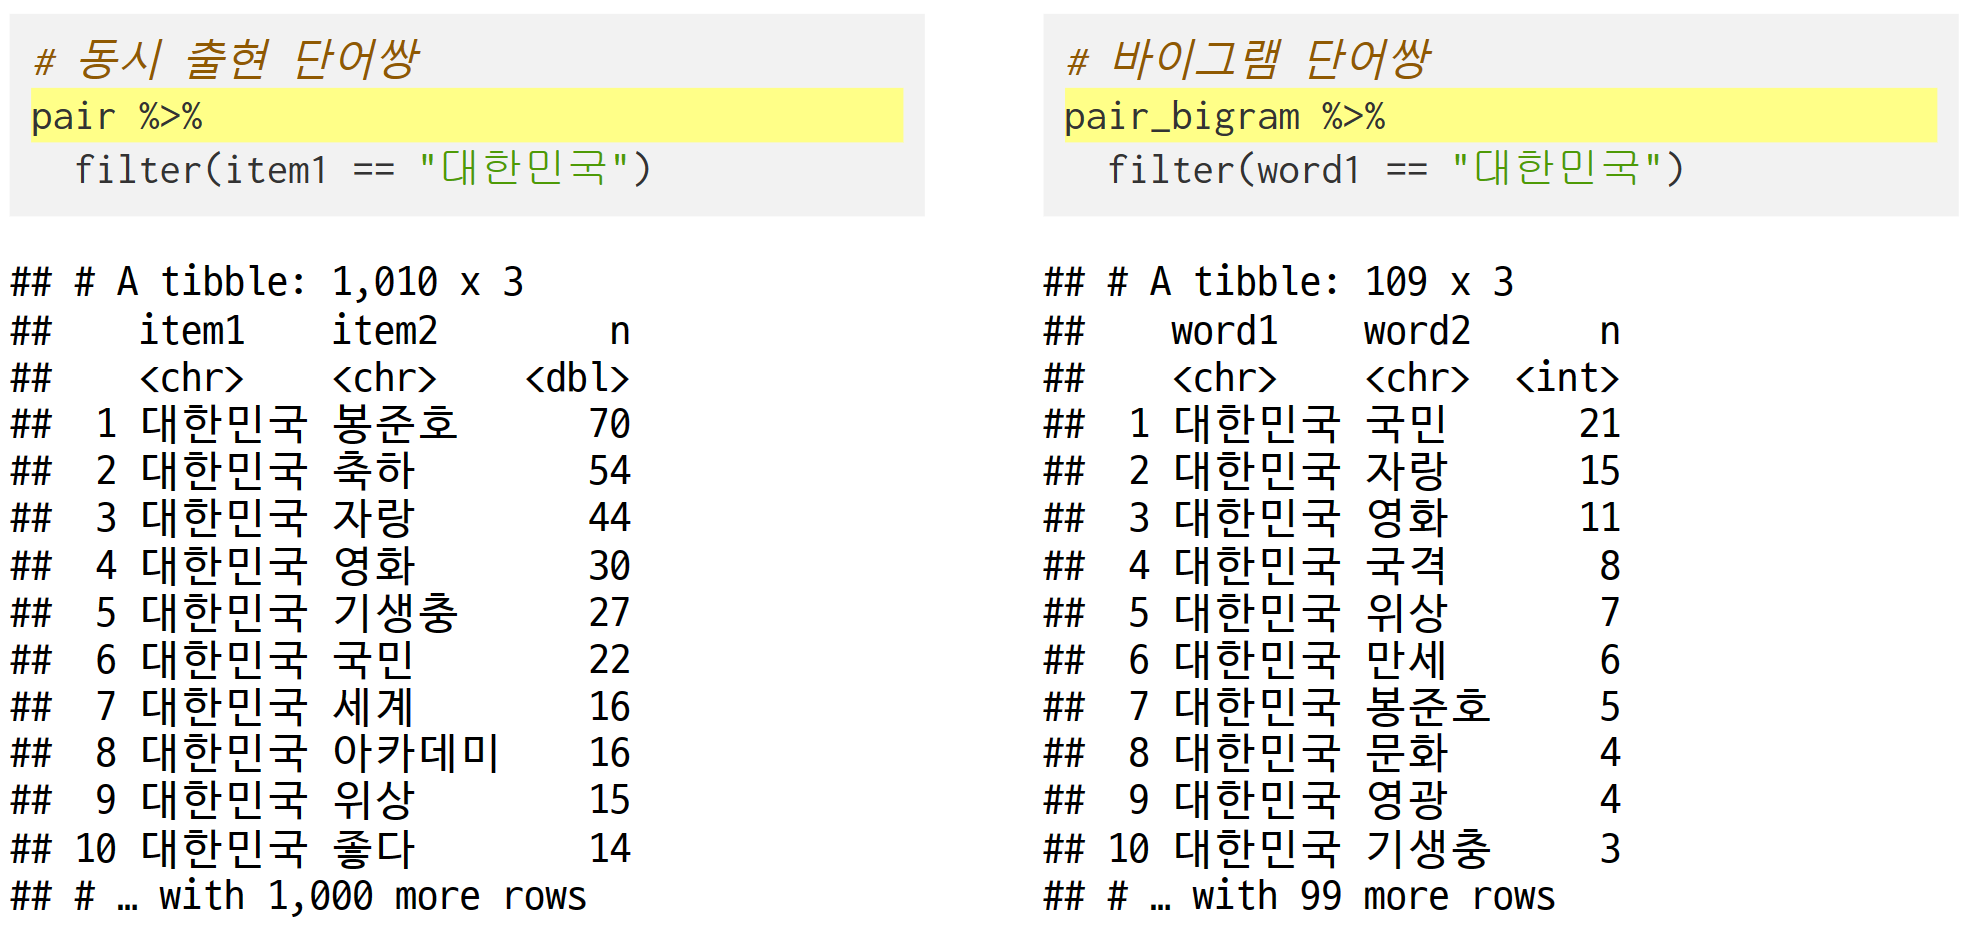 # 동시 출현 단어쌍
pair %>%
  filter(item1 == "대한민국")
## # A tibble: 1,010 x 3
##    item1    item2        n
##    <chr>    <chr>    <dbl>
##  1 대한민국 봉준호      70
##  2 대한민국 축하        54
##  3 대한민국 자랑        44
##  4 대한민국 영화        30
##  5 대한민국 기생충      27
##  6 대한민국 국민        22
##  7 대한민국 세계        16
##  8 대한민국 아카데미    16
##  9 대한민국 위상        15
## 10 대한민국 좋다        14
## # … with 1,000 more rows
# 바이그램 단어쌍
pair_bigram %>%
  filter(word1 == "대한민국")
## # A tibble: 109 x 3
##    word1    word2      n
##    <chr>    <chr>  <int>
##  1 대한민국 국민      21
##  2 대한민국 자랑      15
##  3 대한민국 영화      11
##  4 대한민국 국격       8
##  5 대한민국 위상       7
##  6 대한민국 만세       6
##  7 대한민국 봉준호     5
##  8 대한민국 문화       4
##  9 대한민국 영광       4
## 10 대한민국 기생충     3
## # … with 99 more rows